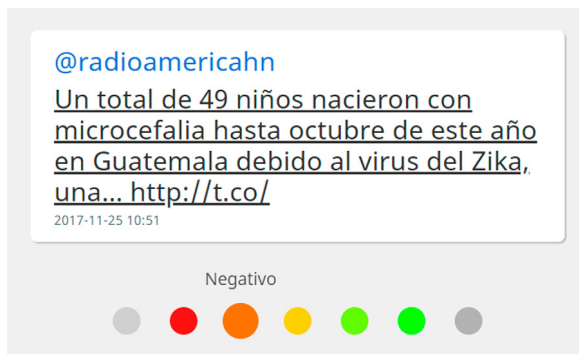 @radioamericahn
Un total de 49 niños nacieron con
microcefalia hasta octubre de este año
en Guatemala debido al virus del Zika,
una... http://t.co/
2017-11-25 10:51
Negativo